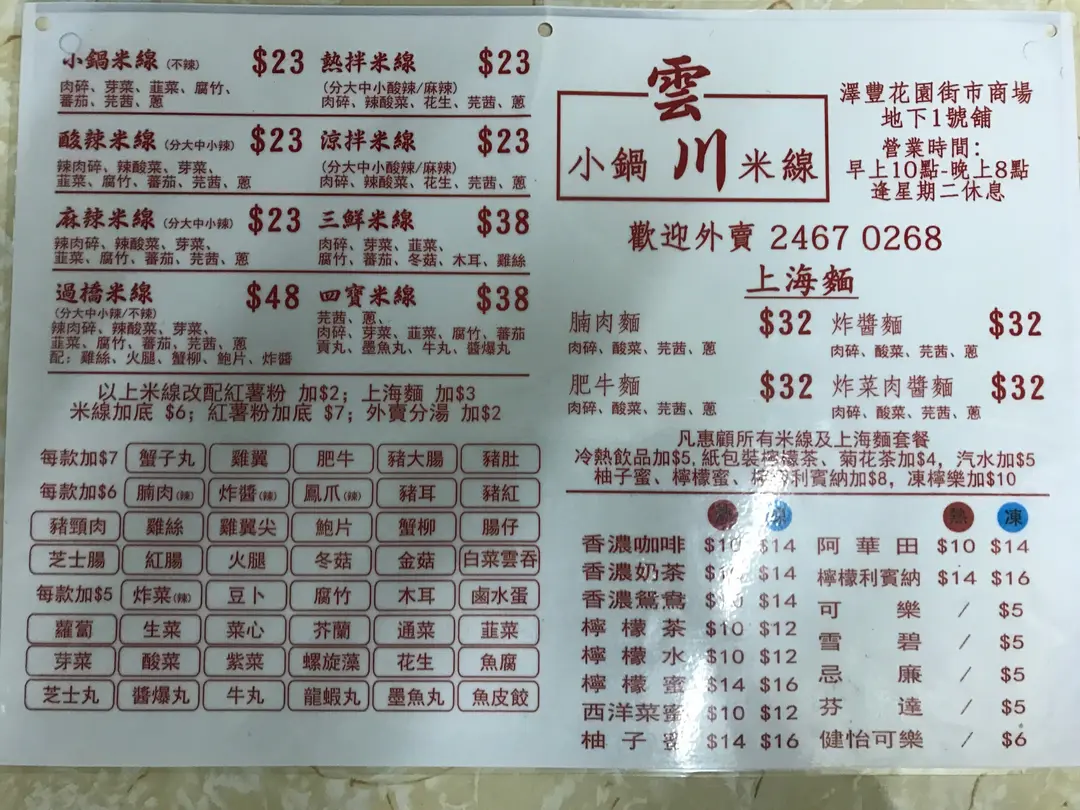 小鍋米線(不辣) $23
肉碎、芽菜、韮菜、腐竹、
蕃茄、芫茜、蔥
熱拌米線 $23
(分大中小酸辣/麻辣)
肉碎、辣酸菜、花生、芫茜、蔥
酸辣米線(分大中小辣) $23
辣肉碎、辣酸菜、芽菜、
韮菜、腐竹、蕃茄、芫茜、蔥
涼拌米線 $23
(分大中小酸辣/麻辣)
肉碎、辣酸菜、花生、芫茜、蔥
麻辣米線(分大中小辣) $23
辣肉碎、辣酸菜、芽菜、
韮菜、腐竹、蕃茄、芫茜、蔥
三鮮米線 $38
肉碎、芽菜、韮菜、
腐竹、蕃茄、冬菇、木耳、雞絲
過橋米線 $48
(分大中小辣/不辣)
辣肉碎、辣酸菜、芽菜、
韮菜、腐竹、蕃茄、芫茜、蔥
配：雞絲、火腿、蟹柳、鮑片、炸醬
四寶米線 $38
芫茜、蔥、
肉碎、芽菜、韮菜、腐竹、蕃茄
貢丸、墨魚丸、牛丸、醬爆丸
以上米線改配紅薯粉 加$2；上海麵 加$3
米線加底 $6；紅薯粉加底 $7；外賣分湯 加$2
每款加$7 蟹子丸 雞翼 肥牛 豬大腸 豬肚
每款加$6 腩肉(辣) 炸醬(辣) 鳳爪(辣) 豬耳 豬紅
豬頸肉 雞絲 雞翼尖 鮑片 蟹柳 腸仔
芝士腸 紅腸 火腿 冬菇 金菇 白菜雲吞
每款加$5 炸菜(辣) 豆卜 腐竹 木耳 鹵水蛋
蘿蔔 生菜 菜心 芥蘭 通菜 韮菜
芽菜 酸菜 紫菜 螺旋藻 花生 魚腐
芝士丸 醬爆丸 牛丸 龍蝦丸 墨魚丸 魚皮餃
雲
小鍋 川 米線
澤豐花園街市商場
地下1號舖
營業時間：
早上10點-晚上8點
逢星期二休息
歡迎外賣 2467 0268
上海麵
腩肉麵 $32
肉碎、酸菜、芫茜、蔥
炸醬麵 $32
肉碎、酸菜、芫茜、蔥
肥牛麵 $32
肉碎、酸菜、芫茜、蔥
炸菜肉醬麵 $32
肉碎、酸菜、芫茜、蔥
凡惠顧所有米線及上海麵套餐
冷熱飲品加$5,紙包裝檸檬茶、菊花茶加$4，汽水加$5
柚子蜜、檸檬蜜、檸檬利賓納加$8，凍檸樂加$10
熱 凍
香濃咖啡 $10 $14
香濃奶茶 $14
香濃鴛鴦 $14
檸檬茶 $10 $12
檸檬水 $10 $12
檸檬蜜 $14 $16
西洋菜蜜 $10 $12
柚子蜜 $14 $16
熱 凍
阿華田 $10 $14
檸檬利賓納 $14 $16
可樂 / $5
雪碧 / $5
忌廉 / $5
芬達 / $5
健怡可樂 / $6